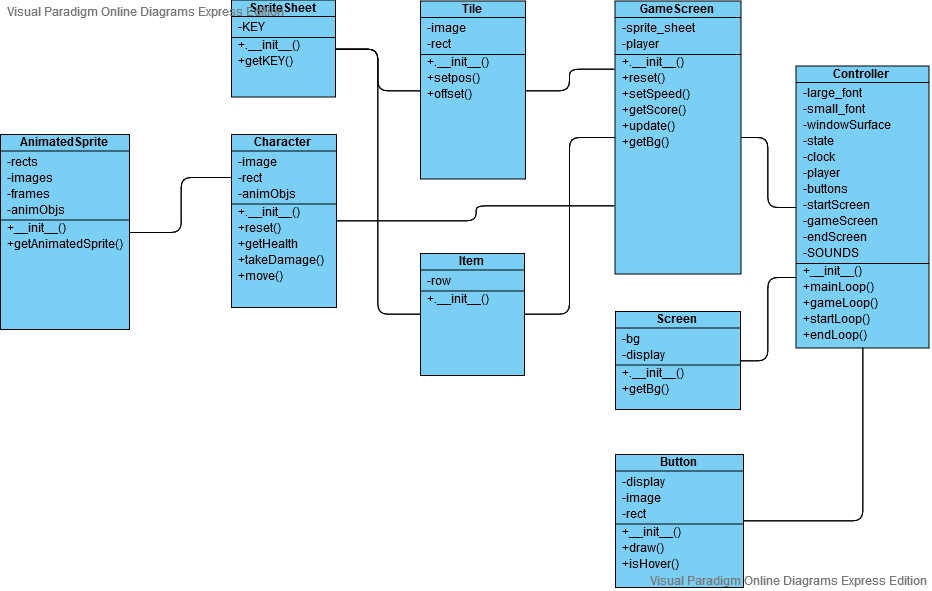 Visual Paradigm Online Diagrams Express Edition
SpriteSheet
-KEY
+.__init__()
+getKEY()
Tile
-image
-rect
+.__init__()
+setpos()
+offset()
GameScreen
-sprite_sheet
-player
+.__init__()
+reset()
+setSpeed()
+getScore()
+update()
+getBg()
Controller
-large_font
-small_font
-windowSurface
-state
-clock
-player
-buttons
-startScreen
-gameScreen
-endScreen
-SOUNDS
+__init__()
+mainLoop()
+gameLoop()
+startLoop()
+endLoop()
AnimatedSprite
-rects
-images
-frames
-animObjs
+__init__()
+getAnimatedSprite()
Character
-image
-rect
-animObjs
+.__init__()
+reset()
+getHealth
+takeDamage()
+move()
Item
-row
+.__init__()
Screen
-bg
-display
+.__init__()
+getBg()
Button
-display
-image
-rect
+__init__()
+draw()
+isHover()
Visual Paradigm Online Diagrams Express Edition